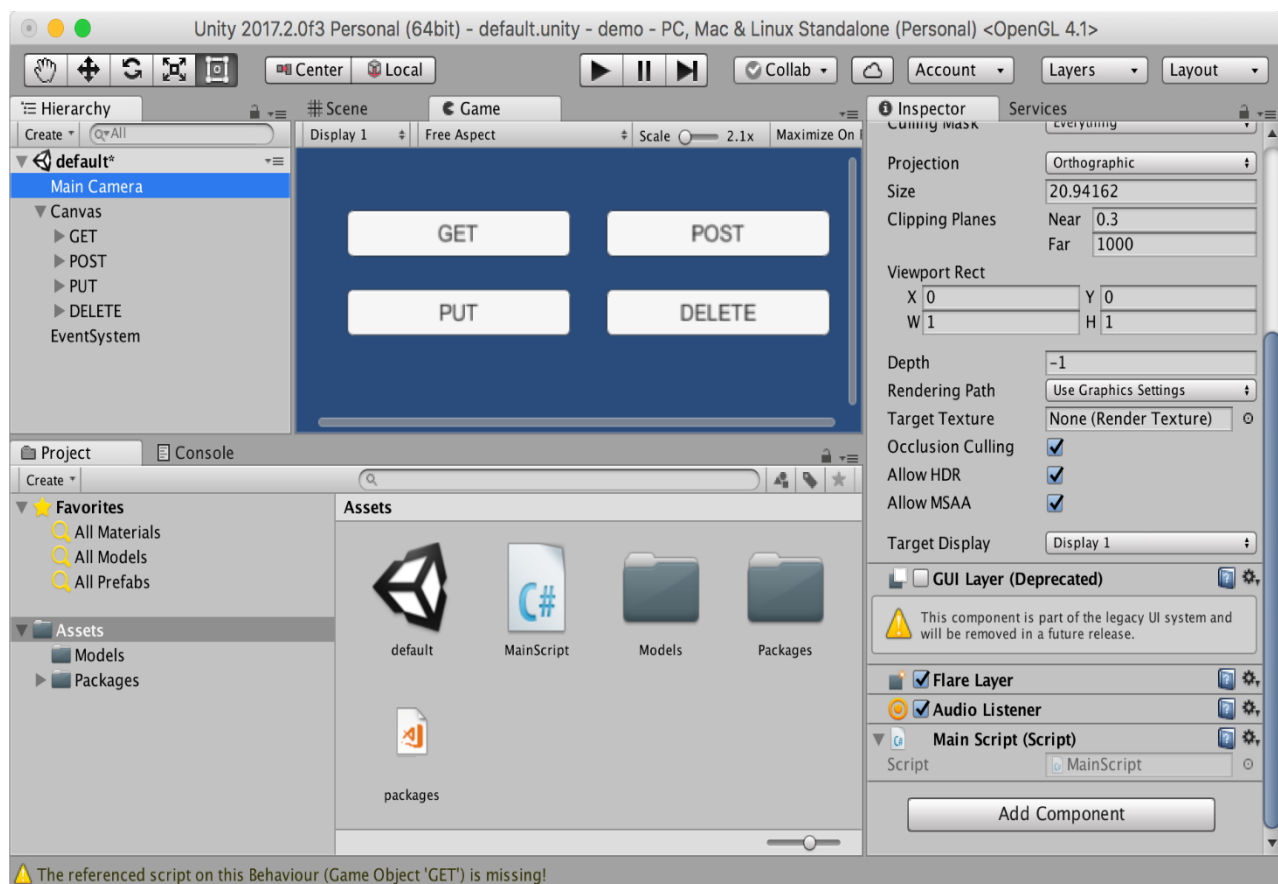 Unity 2017.2.0f3 Personal (64bit) - default.unity - demo - PC, Mac & Linux Standalone (Personal) <OpenGL 4.1>
Center Local Collab Account Layers Layout
Hierarchy
Create All
default*
Main Camera
Canvas
GET
POST
PUT
DELETE
EventSystem
Scene Game
Display 1 Free Aspect Scale 2.1x Maximize On
GET POST
PUT DELETE
Inspector Services
Culling Mask Everything
Projection Orthographic
Size 20.94162
Clipping Planes Near 0.3
Far 1000
Viewport Rect
X 0 Y 0
W 1 H 1
Depth -1
Rendering Path Use Graphics Settings
Target Texture None (Render Texture)
Occlusion Culling
Allow HDR
Allow MSAA
Target Display Display 1
GUI Layer (Deprecated)
This component is part of the legacy UI system and
will be removed in a future release.
Flare Layer
Audio Listener
C# Main Script (Script)
Script MainScript
Add Component
Project Console
Create
Favorites
All Materials
All Models
All Prefabs
Assets
Models
Packages
Assets
C#
default MainScript Models Packages
packages
The referenced script on this Behaviour (Game Object 'GET') is missing!